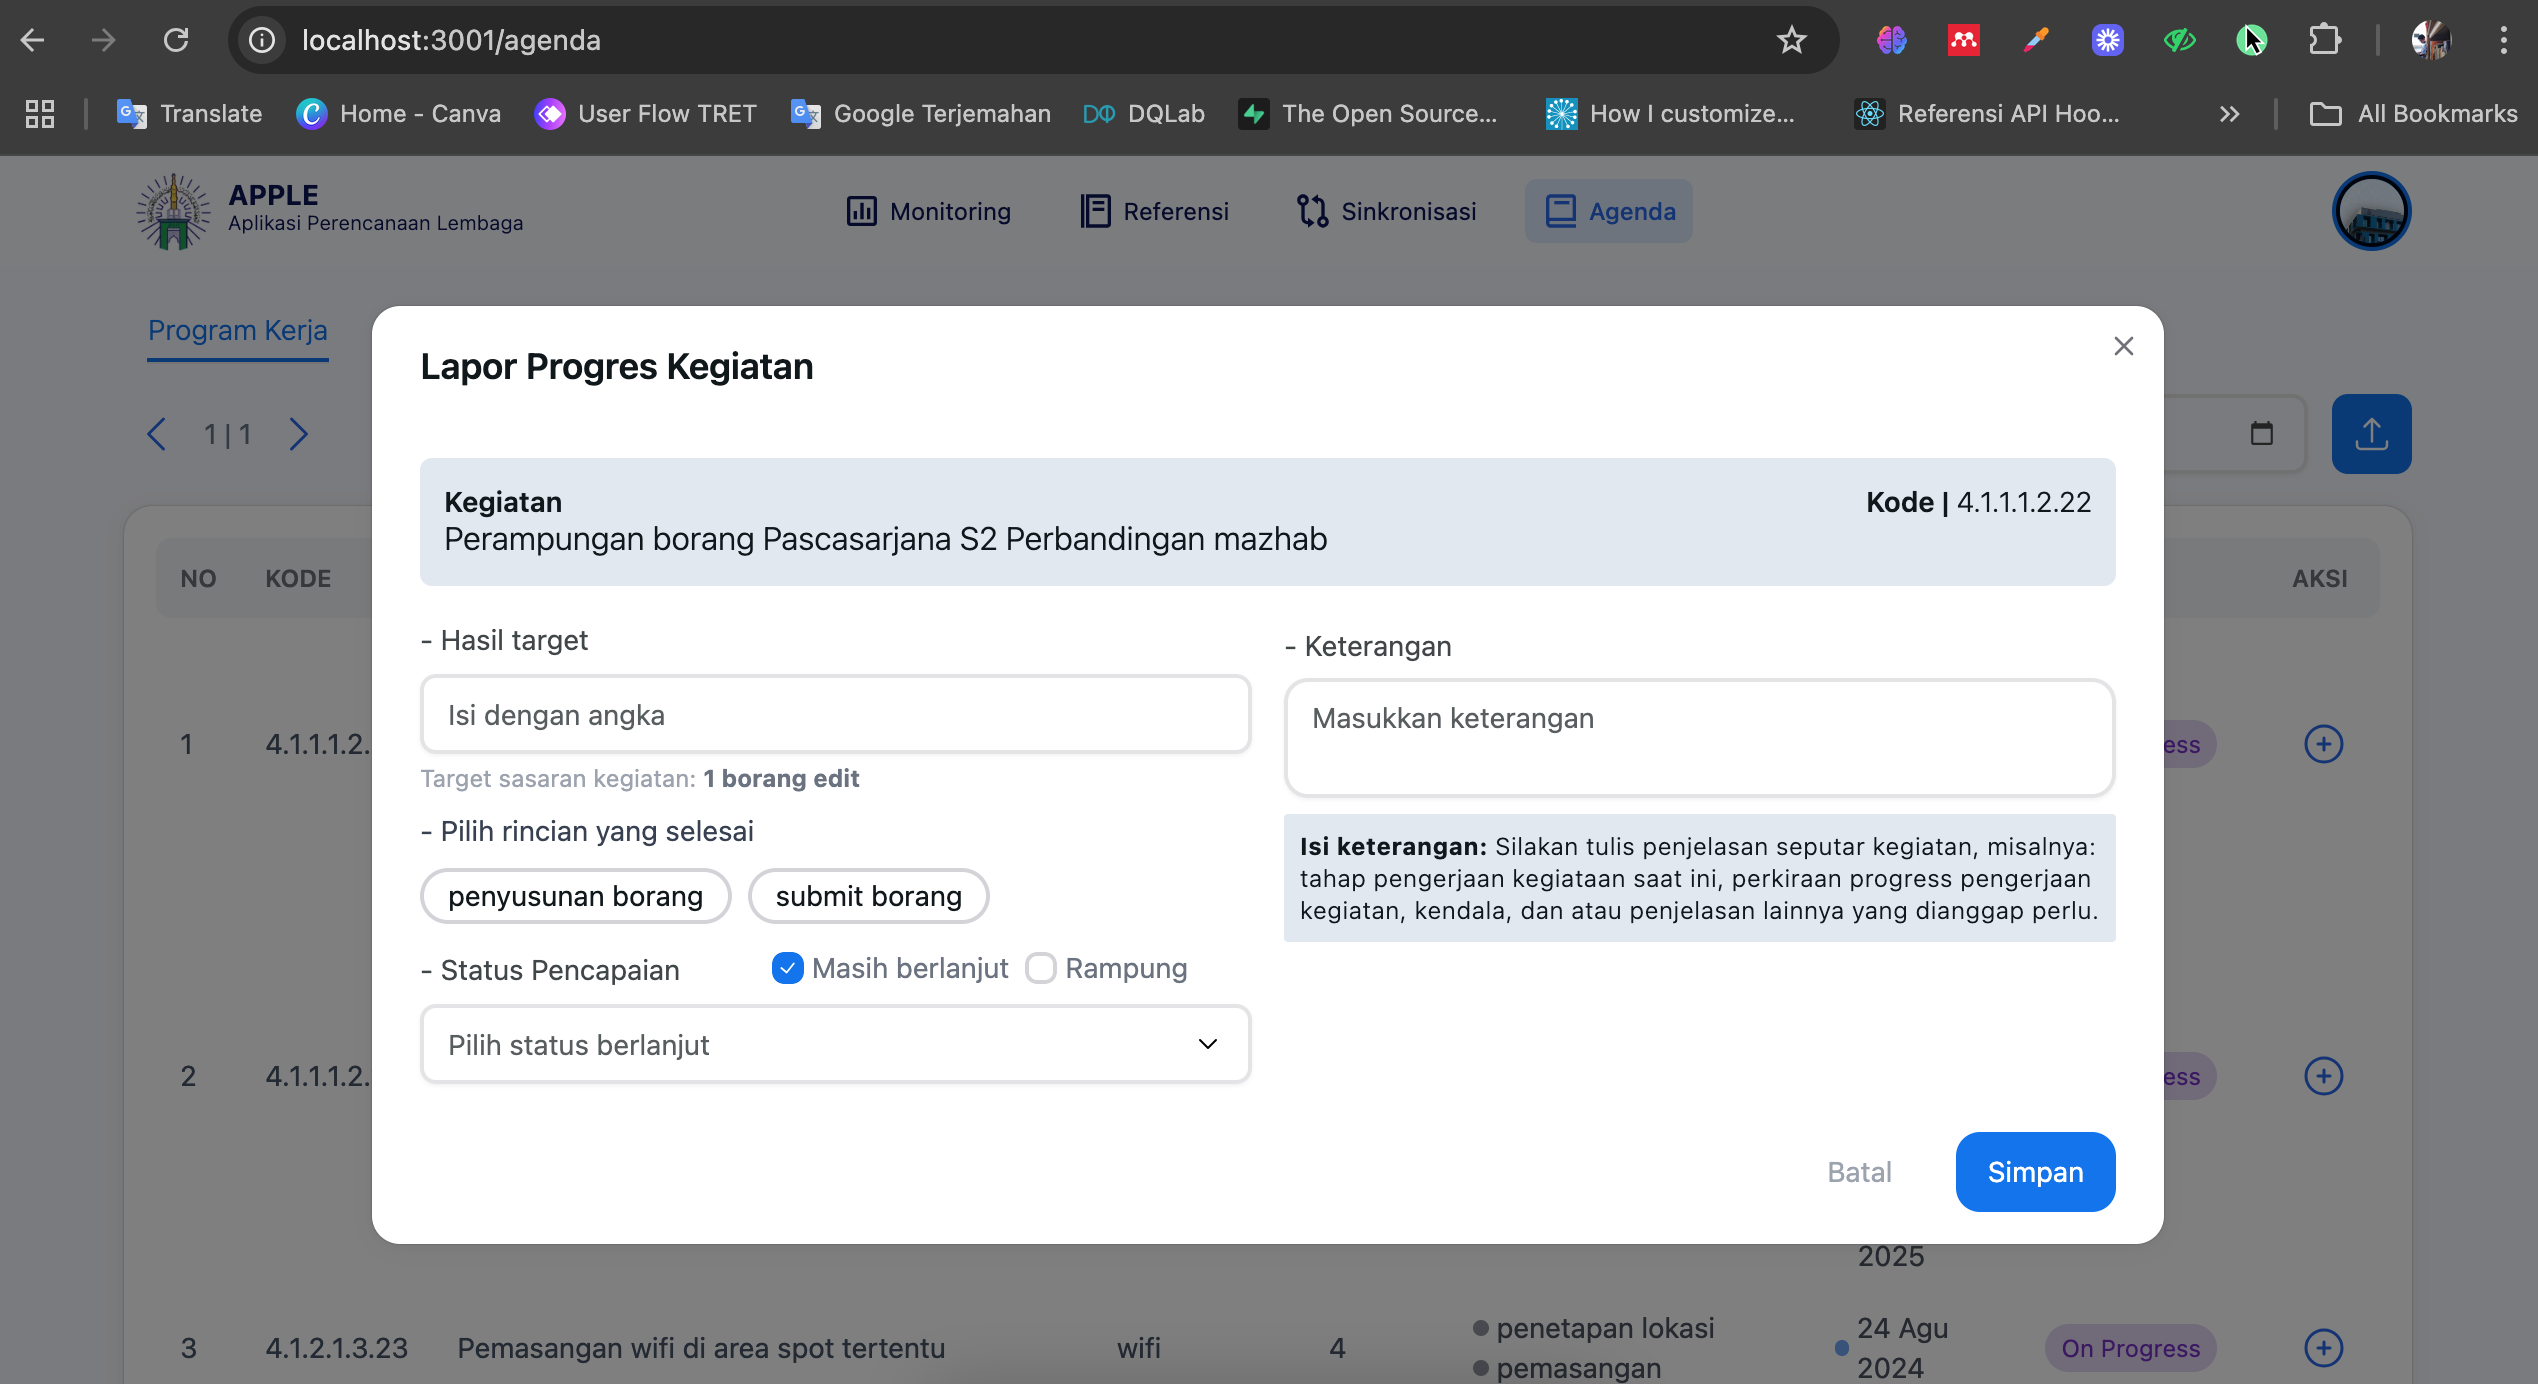 localhost:3001/agenda
Translate
Home - Canva
User Flow TRET
Google Terjemahan
DQLab
The Open Source...
How I customize...
Referensi API Hoo...
All Bookmarks
APPLE
Aplikasi Perencanaan Lembaga
Monitoring
Referensi
Sinkronisasi
Agenda
Program Kerja
1 | 1
Lapor Progres Kegiatan
Kegiatan
Kode | 4.1.1.1.2.22
Perampungan borang Pascasarjana S2 Perbandingan mazhab
- Hasil target
Isi dengan angka
Target sasaran kegiatan: 1 borang edit
- Pilih rincian yang selesai
penyusunan borang
submit borang
- Status Pencapaian
Masih berlanjut
Rampung
Pilih status berlanjut
- Keterangan
Masukkan keterangan
Isi keterangan: Silakan tulis penjelasan seputar kegiatan, misalnya:
tahap pengerjaan kegiataan saat ini, perkiraan progress pengerjaan
kegiatan, kendala, dan atau penjelasan lainnya yang dianggap perlu.
Batal
Simpan
NO
KODE
AKSI
1
4.1.1.1.2.
ess
2
4.1.1.1.2.
ess
2025
3
4.1.2.1.3.23
Pemasangan wifi di area spot tertentu
wifi
4
penetapan lokasi
pemasangan
24 Agu
2024
On Progress